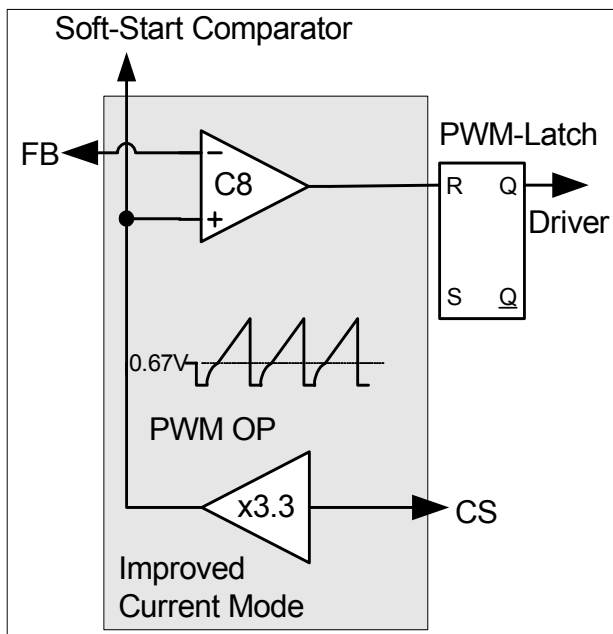 Soft-Start Comparator
FB
PWM-Latch
−
C8
+
R Q
Driver
S Q
0.67V
PWM OP
x3.3
CS
Improved
Current Mode